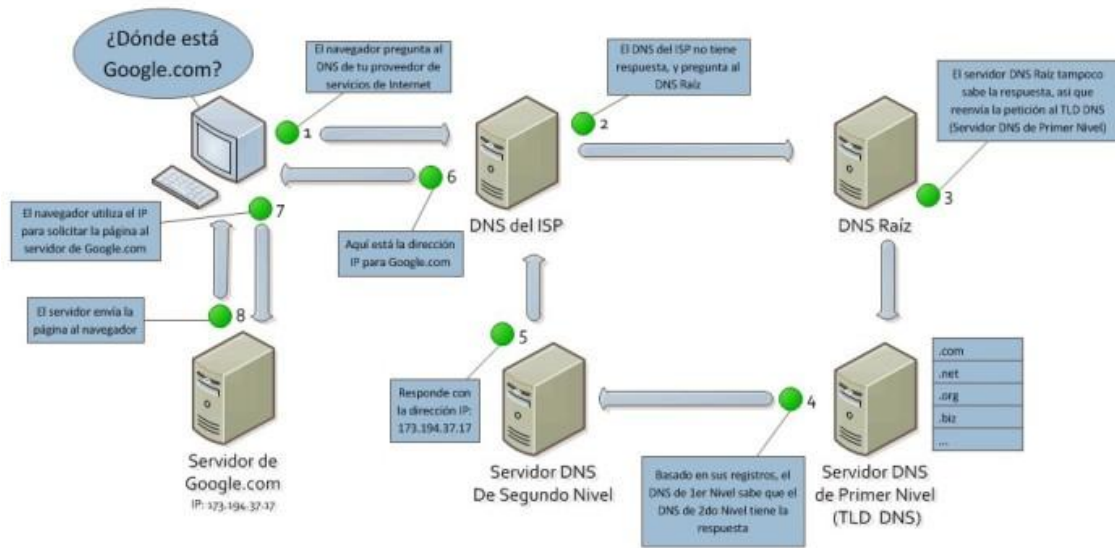 ¿Dónde está
Google.com?
El navegador pregunta al
DNS de tu proveedor de
servicios de Internet
1
El DNS del ISP no tiene
respuesta, y pregunta al
DNS Raíz
2
El servidor DNS Raíz tampoco
sabe la respuesta, asi que
reenvía la petición al TLD DNS
(Servidor DNS de Primer Nivel)
3
6
DNS del ISP
DNS Raíz
7
El navegador utiliza el IP
para solicitar la página al
servidor de Google.com
Aquí está la dirección
IP para Google.com
El servidor envía la
página al navegador
8
5
Responde con
la dirección IP:
173.194.37.17
4
.com
.net
.org
.biz
...
Servidor de
Google.com
IP: 173.194.37.17
Servidor DNS
De Segundo Nivel
Basado en sus registros, el
DNS de 1er Nivel sabe que el
DNS de 2do Nivel tiene la
respuesta
Servidor DNS
de Primer Nivel
(TLD DNS)